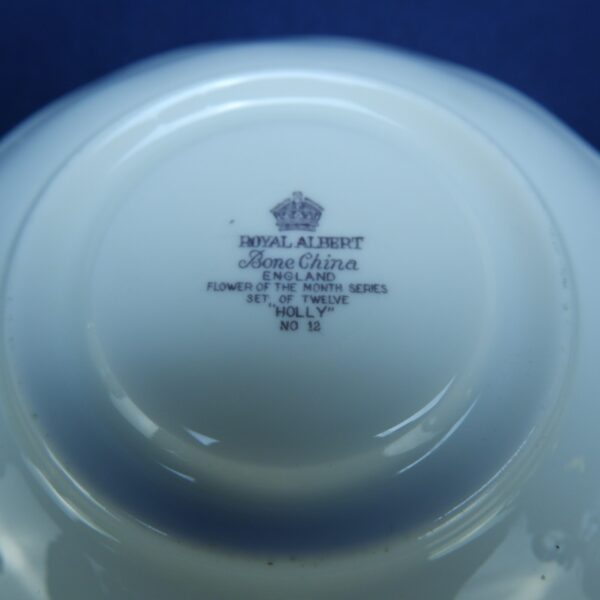 ROYAL ALBERT
Bone China
ENGLAND
FLOWER OF THE MONTH SERIES
SET OF TWELVE
"HOLLY"
NO 12